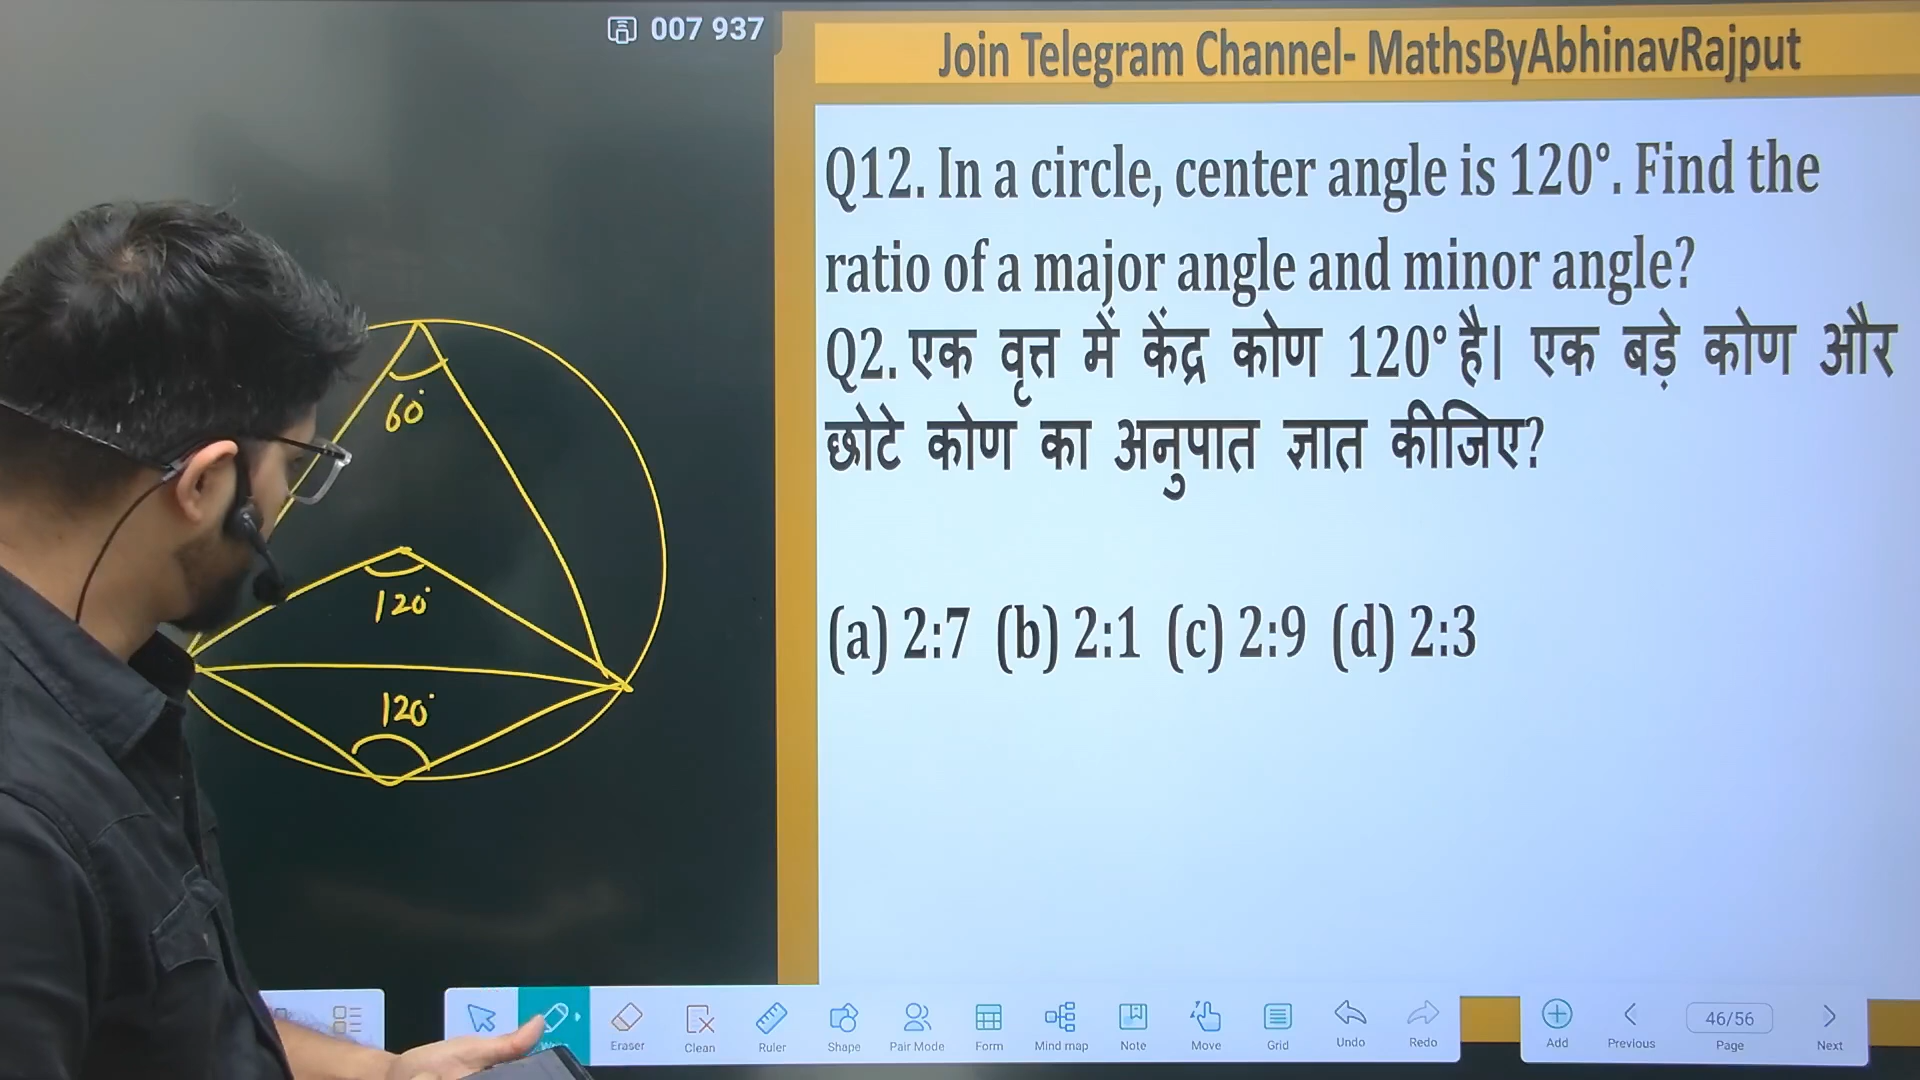 007 937
Join Telegram Channel- MathsByAbhinavRajput
Q12. In a circle, center angle is 120°. Find the
ratio of a major angle and minor angle?
Q2. एक वृत्त में केंद्र कोण 120° है। एक बड़े कोण और
छोटे कोण का अनुपात ज्ञात कीजिए?
(a) 2:7 (b) 2:1 (c) 2:9 (d) 2:3
60°
120°
120°
Eraser Clean Ruler Shape Pair Mode Form Mind map Note Move Grid Undo Redo Add Previous 46/56 Page Next